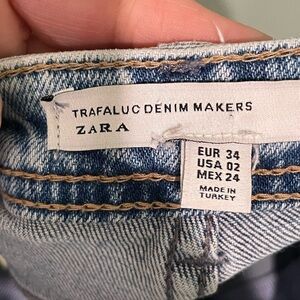 TRAFALUC DENIM MAKERS
ZARA
EUR 34
USA 02
MEX 24
MADE IN
TURKEY